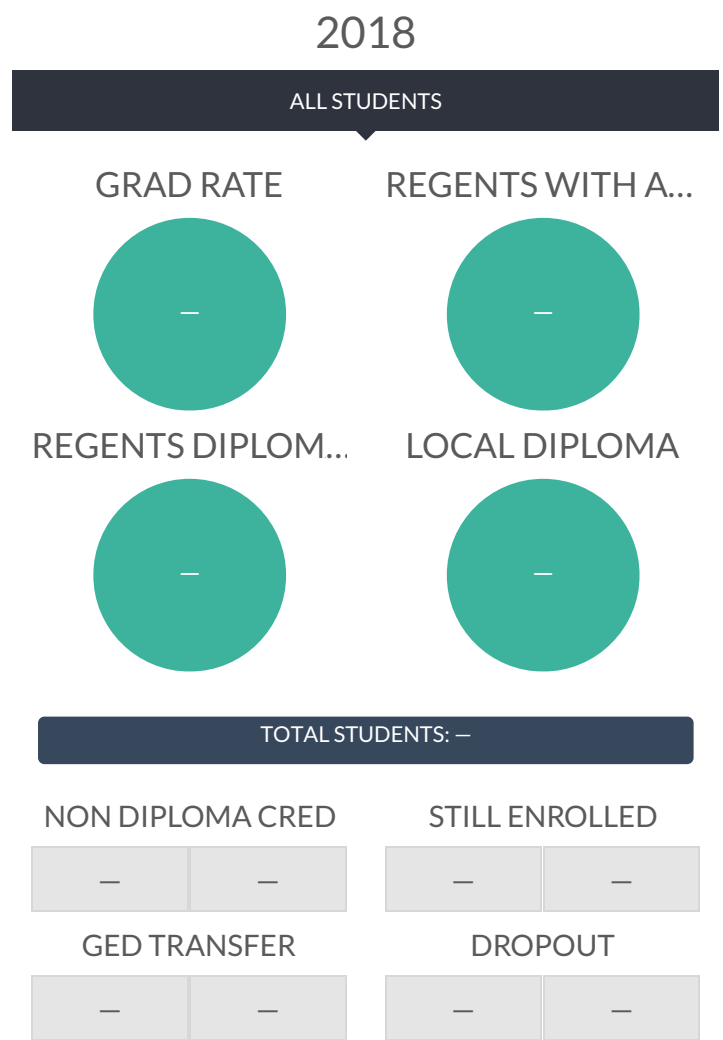 2018
ALL STUDENTS
GRAD RATE
REGENTS WITH A...
—
—
REGENTS DIPLOM...
LOCAL DIPLOMA
—
—
TOTAL STUDENTS: —
NON DIPLOMA CRED
STILL ENROLLED
— —
— —
GED TRANSFER
DROPOUT
— —
— —